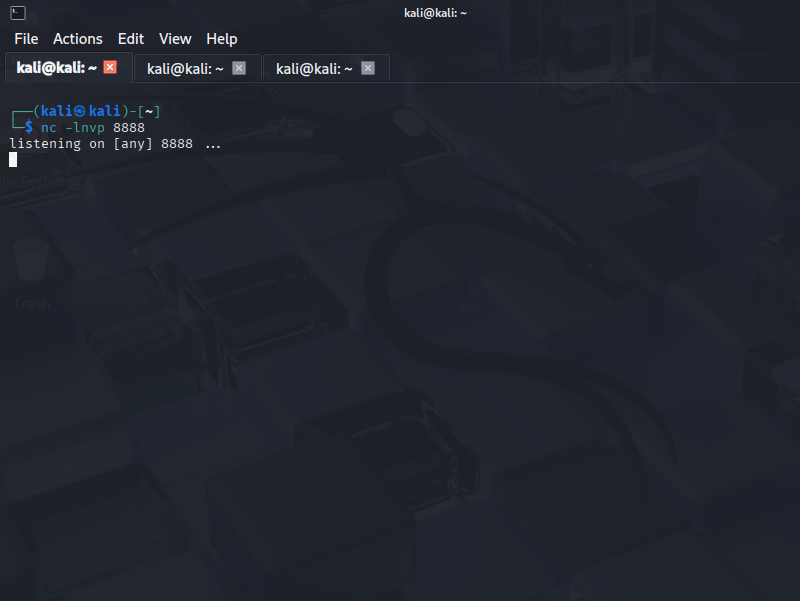 kali@kali: ~
File Actions Edit View Help
kali@kali: ~ kali@kali: ~ kali@kali: ~
┌──(kali㉿kali)-[~]
└─$ nc -lnvp 8888
listening on [any] 8888 ...
File System
Trash